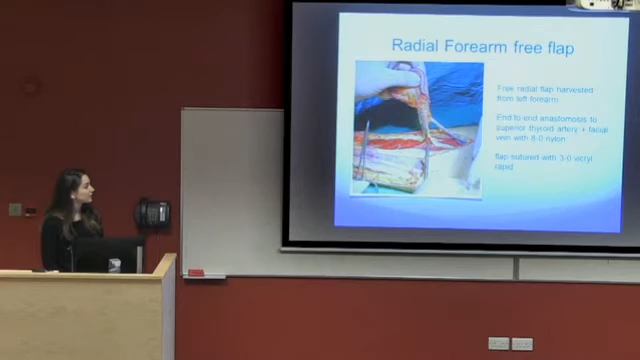 Radial Forearm free flap
Free radial flap harvested
from left forearm
End to end anastomosis to
superior thyroid artery + facial
vein with 8-0 nylon
flap sutured with 3-0 vicryl
rapid